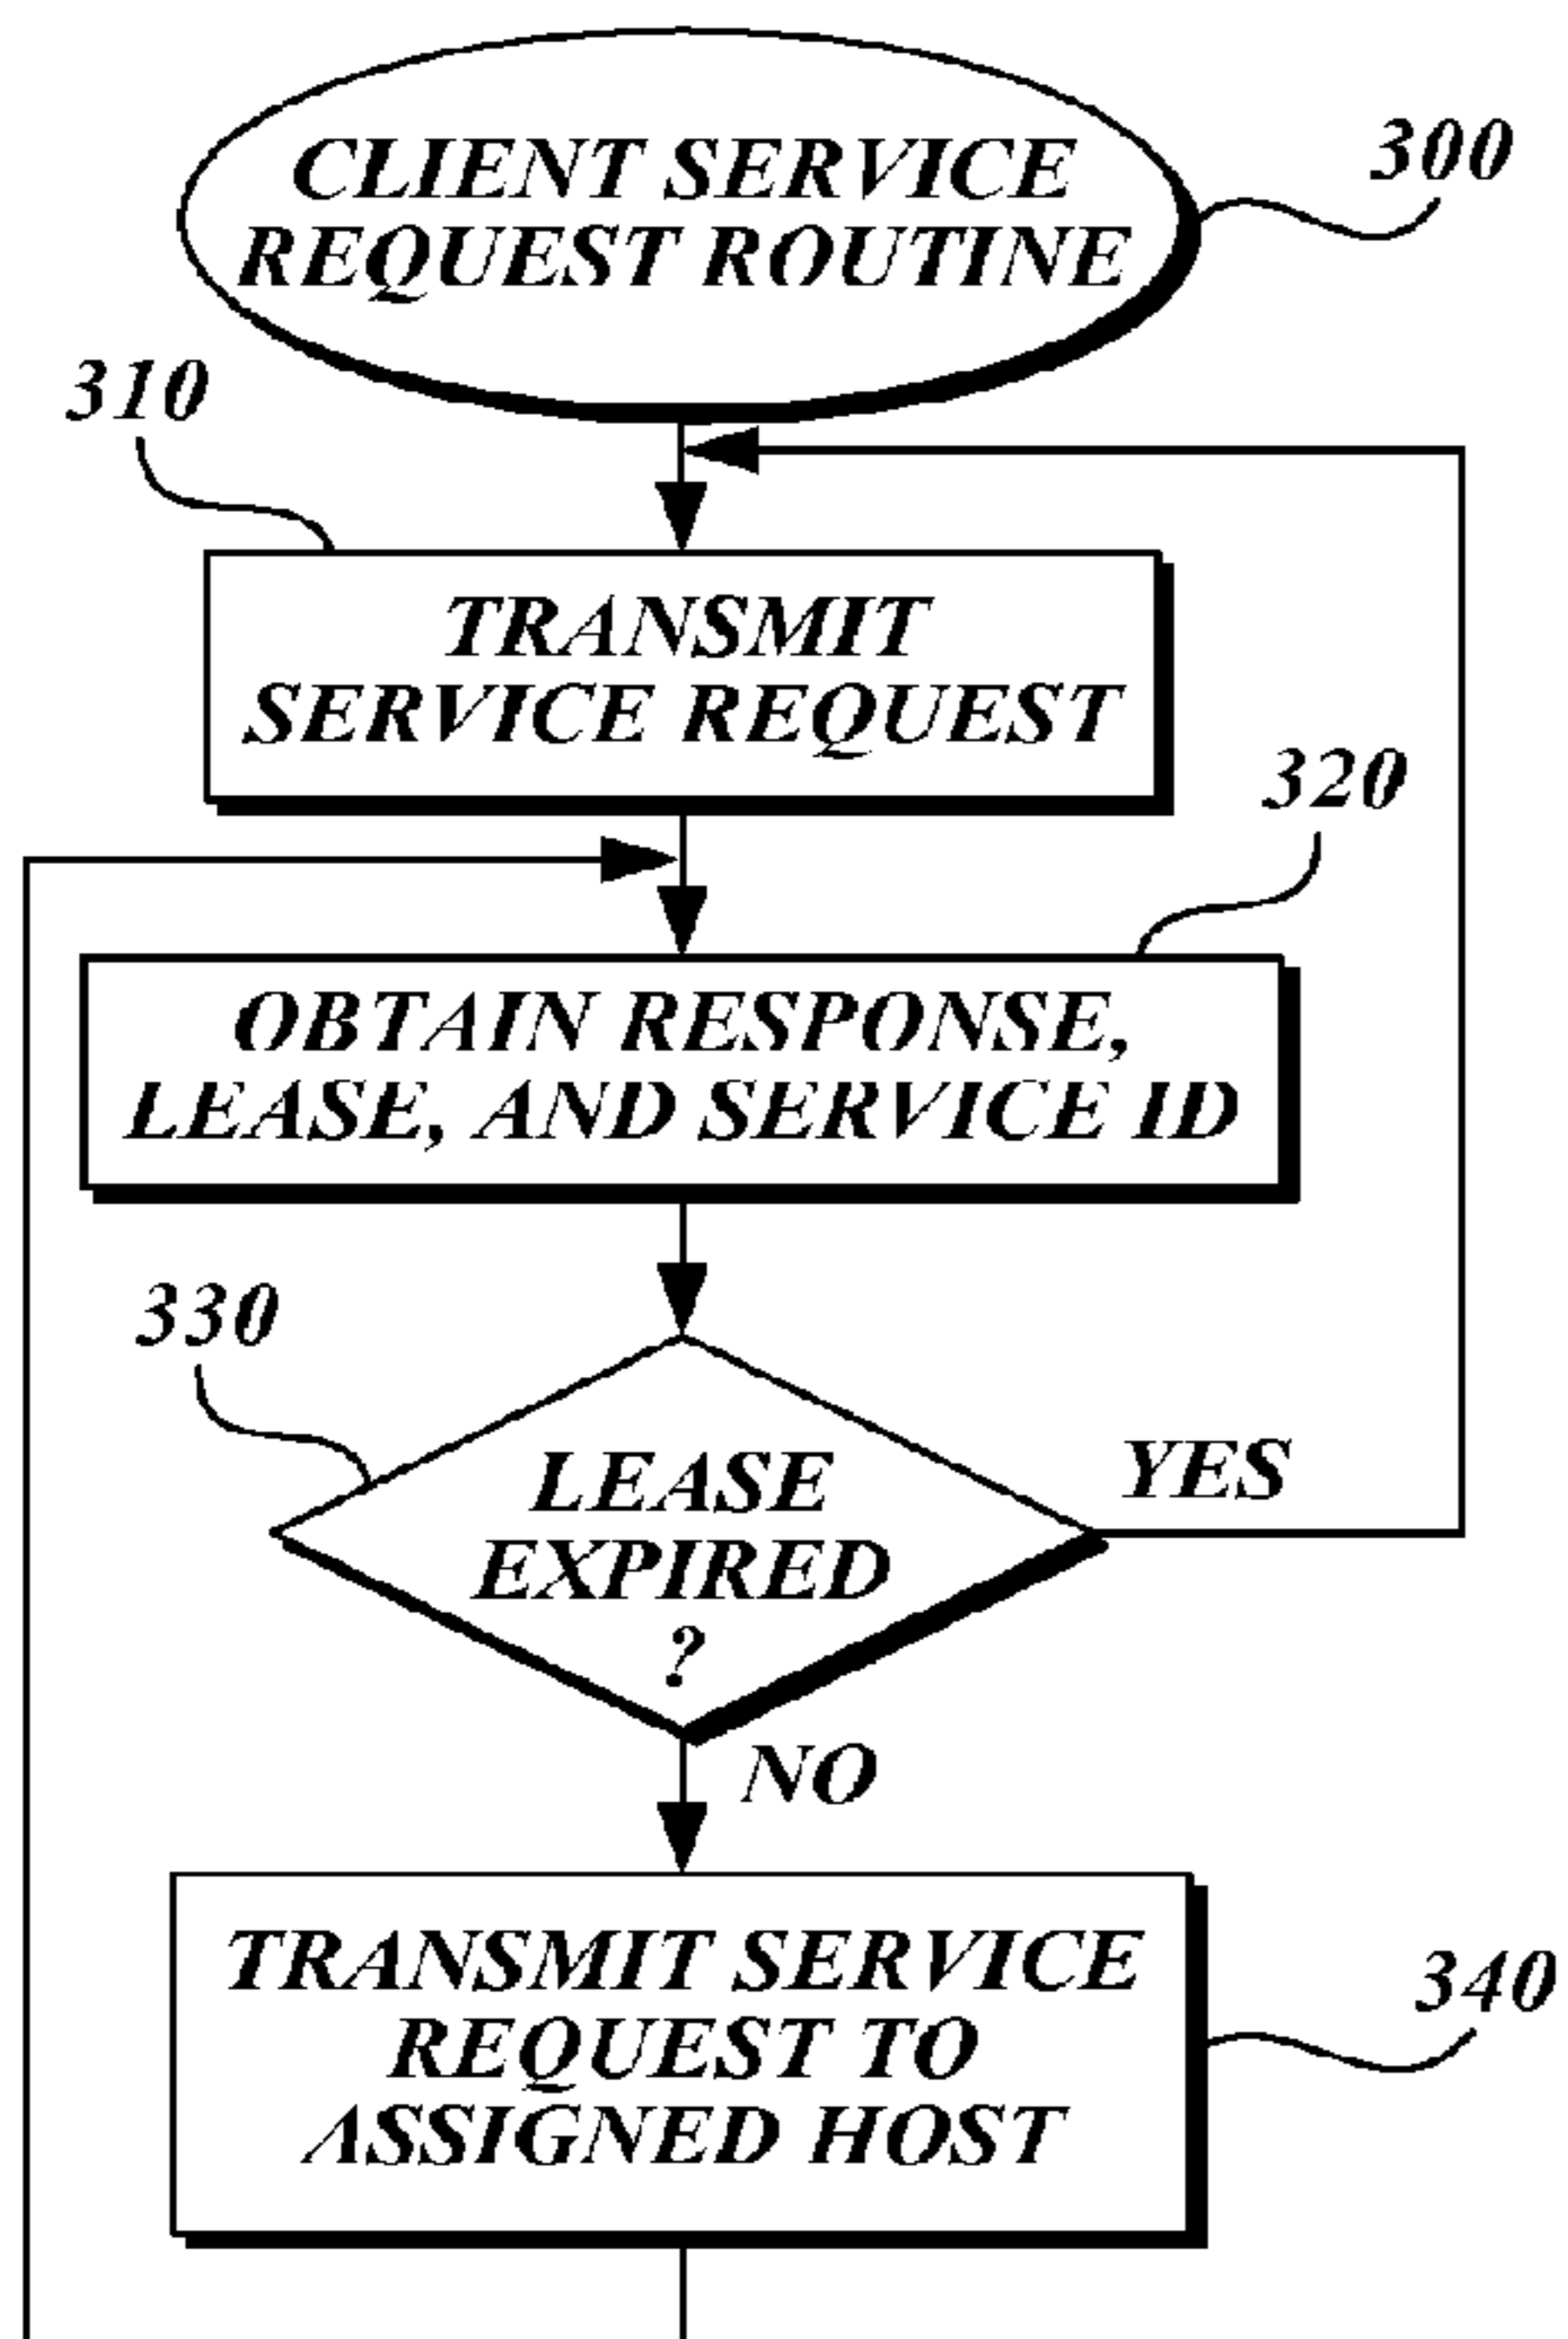 CLIENT SERVICE
REQUEST ROUTINE
300
310
TRANSMIT
SERVICE REQUEST
320
OBTAIN RESPONSE,
LEASE, AND SERVICE ID
330
LEASE
EXPIRED
?
YES
NO
TRANSMIT SERVICE
REQUEST TO
ASSIGNED HOST
340